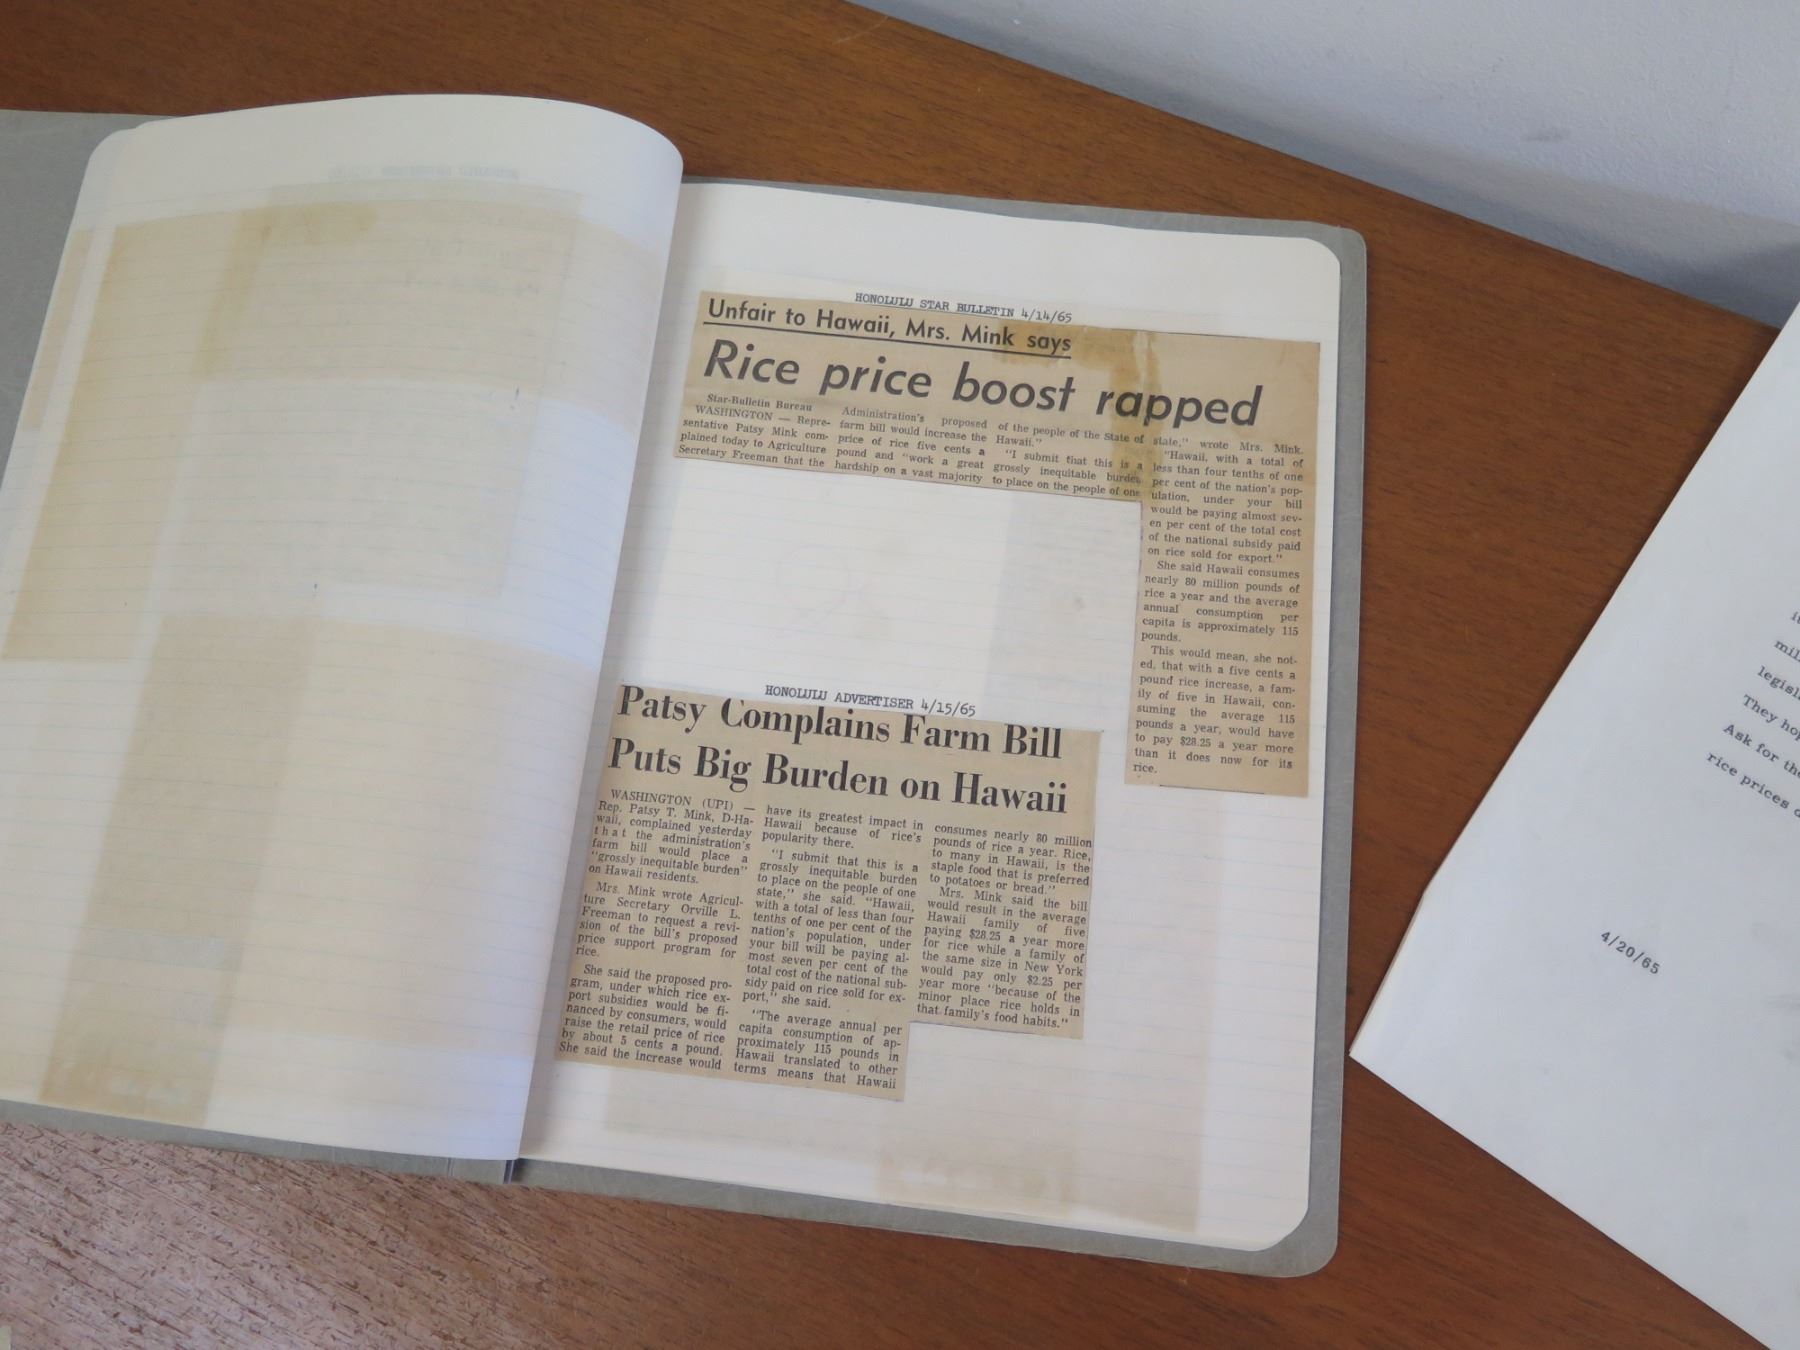 HONOLULU STAR BULLETIN 4/14/65
Unfair to Hawaii, Mrs. Mink says
Rice price boost rapped
Star-Bulletin Bureau
WASHINGTON — Repre-
sentative Patsy Mink com-
plained today to Agriculture
Secretary Freeman that the
Administration's proposed
farm bill would increase the
price of rice five cents a
pound and "work a great
hardship on a vast majority
of the people of the State of
Hawaii."
"I submit that this is a
grossly inequitable burden
to place on the people of one
state," wrote Mrs. Mink.
"Hawaii, with a total of
less than four tenths of one
per cent of the nation's pop-
ulation, under your bill
would be paying almost sev-
en per cent of the total cost
of the national subsidy paid
on rice sold for export."
She said Hawaii consumes
nearly 80 million pounds of
rice a year and the average
annual consumption per
capita is approximately 115
pounds.
This would mean, she not-
ed, that with a five cents a
pound rice increase, a fam-
ily of five in Hawaii, con-
suming the average 115
pounds a year, would have
to pay $28.25 a year more
than it does now for its
rice.
HONOLULU ADVERTISER 4/15/65
Patsy Complains Farm Bill
Puts Big Burden on Hawaii
WASHINGTON (UPI) —
Rep. Patsy T. Mink, D-Ha-
waii, complained yesterday
that the administration's
farm bill would place a
"grossly inequitable burden"
on Hawaii residents.
Mrs. Mink wrote Agricul-
ture Secretary Orville L.
Freeman to request a revi-
sion of the bill's proposed
price support program for
rice.
She said the proposed pro-
gram, under which rice ex-
port subsidies would be fi-
nanced by consumers, would
raise the retail price of rice
by about 5 cents a pound.
She said the increase would
have its greatest impact in
Hawaii because of rice's
popularity there.
"I submit that this is a
grossly inequitable burden
to place on the people of one
state," she said. "Hawaii,
with a total of less than four
tenths of one per cent of the
nation's population, under
your bill will be paying al-
most seven per cent of the
total cost of the national sub-
sidy paid on rice sold for ex-
port," she said.
"The average annual per
capita consumption of ap-
proximately 115 pounds in
Hawaii translated to other
terms means that Hawaii
consumes nearly 80 million
pounds of rice a year. Rice,
to many in Hawaii, is the
staple food that is preferred
to potatoes or bread."
Mrs. Mink said the bill
would result in the average
Hawaii family of five
paying $28.25 a year more
for rice while a family of
the same size in New York
would pay only $2.25 per
year more "because of the
minor place rice holds in
that family's food habits."
They
Ask for
rice prices
4/20/65